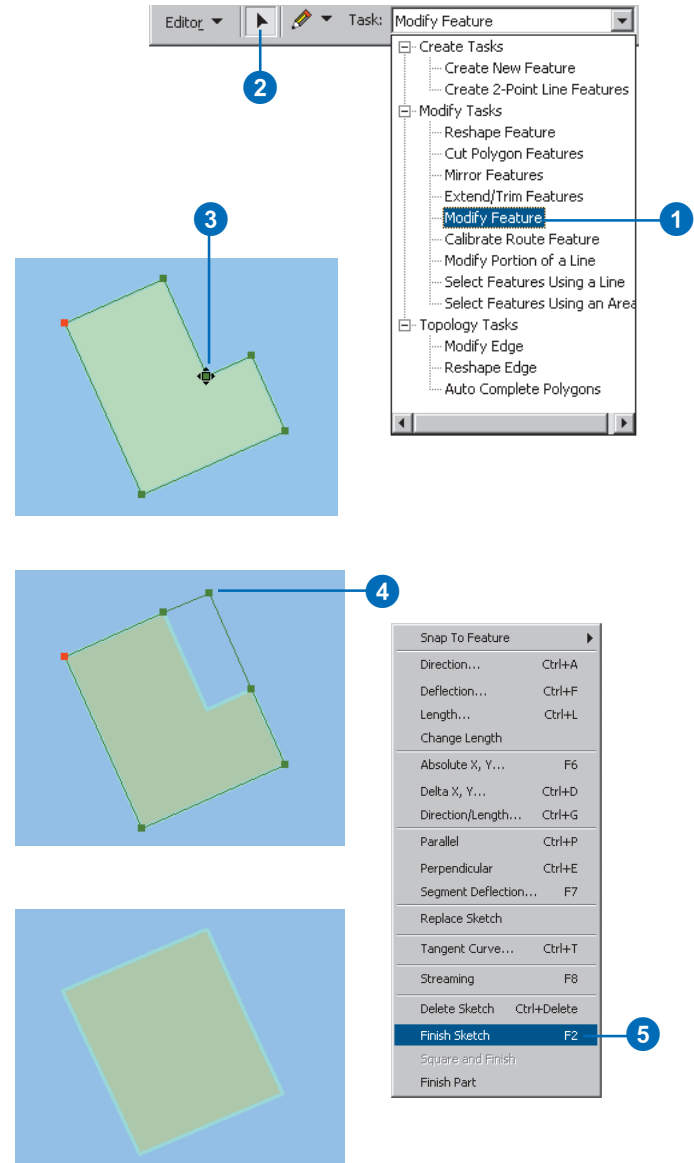 Editor Task: Modify Feature
2
Create Tasks
Create New Feature
Create 2-Point Line Features
Modify Tasks
Reshape Feature
Cut Polygon Features
Mirror Features
Extend/Trim Features
Modify Feature
1
Calibrate Route Feature
Modify Portion of a Line
Select Features Using a Line
Select Features Using an Area
Topology Tasks
Modify Edge
Reshape Edge
Auto Complete Polygons
3
4
Snap To Feature
Direction... Ctrl+A
Deflection... Ctrl+F
Length... Ctrl+L
Change Length
Absolute X, Y... F6
Delta X, Y... Ctrl+D
Direction/Length... Ctrl+G
Parallel Ctrl+P
Perpendicular Ctrl+E
Segment Deflection... F7
Replace Sketch
Tangent Curve... Ctrl+T
Streaming F8
Delete Sketch Ctrl+Delete
Finish Sketch F2
5
Square and Finish
Finish Part